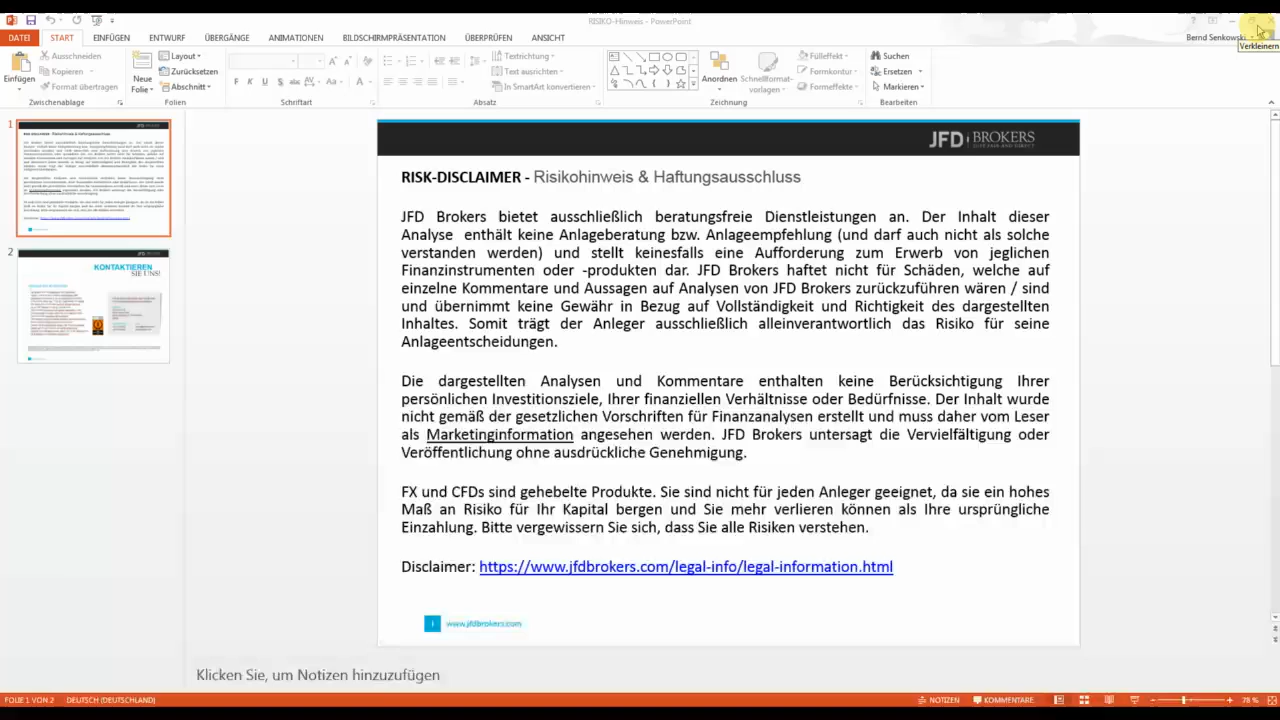 RISIKO-Hinweis - PowerPoint
DATEI START EINFÜGEN ENTWURF ÜBERGÄNGE ANIMATIONEN BILDSCHIRMPRÄSENTATION ÜBERPRÜFEN ANSICHT
Bernd Senkowski
Verkleinern
Einfügen
Ausschneiden
Kopieren
Format übertragen
Zwischenablage
Neue
Folie
Layout
Zurücksetzen
Abschnitt
Folien
Schriftart
Textrichtung
Text ausrichten
In SmartArt konvertieren
Absatz
Anordnen
Schnellformat-
vorlagen
Fülleffekt
Formkontur
Formeffekte
Zeichnung
Suchen
Ersetzen
Markieren
Bearbeiten
1
2
KONTAKTIEREN
SIE UNS!
JFD BROKERS
JUST FAIR AND DIRECT
RISK-DISCLAIMER - Risikohinweis & Haftungsausschluss
JFD Brokers bietet ausschließlich beratungsfreie Dienstleistungen an. Der Inhalt dieser
Analyse enthält keine Anlageberatung bzw. Anlageempfehlung (und darf auch nicht als solche
verstanden werden) und stellt keinesfalls eine Aufforderung zum Erwerb von jeglichen
Finanzinstrumenten oder -produkten dar. JFD Brokers haftet nicht für Schäden, welche auf
einzelne Kommentare und Aussagen auf Analysen von JFD Brokers zurückzuführen wären / sind
und übernimmt keine Gewähr in Bezug auf Vollständigkeit und Richtigkeit des dargestellten
Inhaltes. Somit trägt der Anleger ausschließlich alleinverantwortlich das Risiko für seine
Anlageentscheidungen.
Die dargestellten Analysen und Kommentare enthalten keine Berücksichtigung Ihrer
persönlichen Investitionsziele, Ihrer finanziellen Verhältnisse oder Bedürfnisse. Der Inhalt wurde
nicht gemäß der gesetzlichen Vorschriften für Finanzanalysen erstellt und muss daher vom Leser
als Marketinginformation angesehen werden. JFD Brokers untersagt die Vervielfältigung oder
Veröffentlichung ohne ausdrückliche Genehmigung.
FX und CFDs sind gehebelte Produkte. Sie sind nicht für jeden Anleger geeignet, da sie ein hohes
Maß an Risiko für Ihr Kapital bergen und Sie mehr verlieren können als Ihre ursprüngliche
Einzahlung. Bitte vergewissern Sie sich, dass Sie alle Risiken verstehen.
Disclaimer: https://www.jfdbrokers.com/legal-info/legal-information.html
www.jfdbrokers.com
Klicken Sie, um Notizen hinzuzufügen
FOLIE 1 VON 2 DEUTSCH (DEUTSCHLAND) NOTIZEN KOMMENTARE 78 %